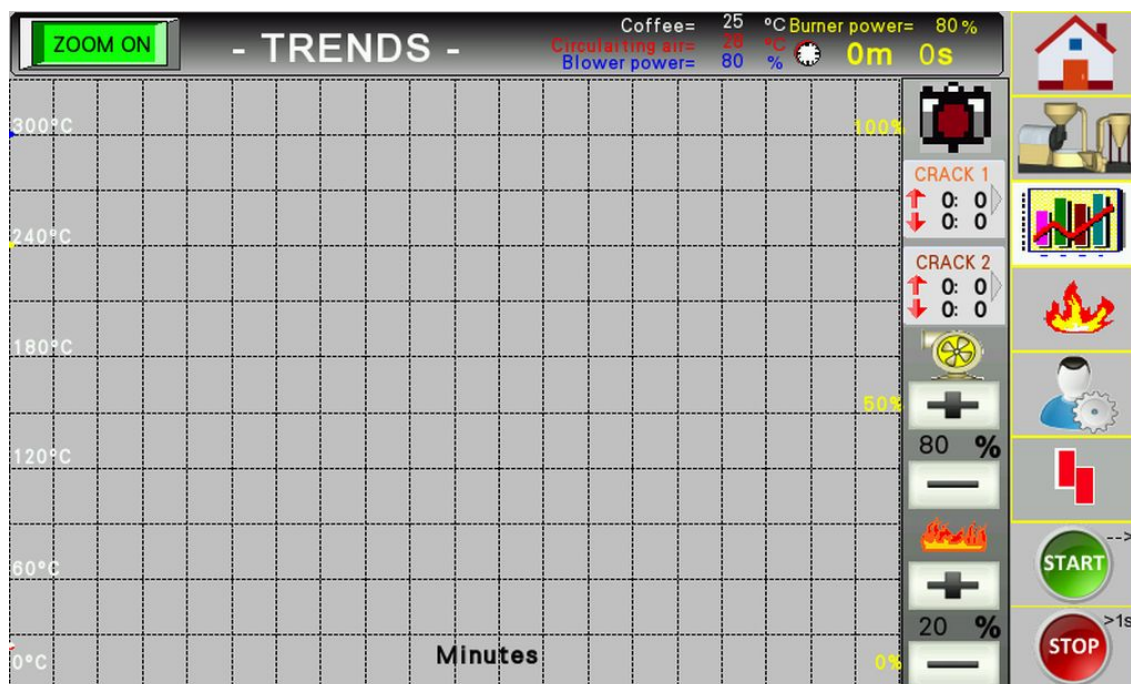 ZOOM ON
- TRENDS -
Coffee= 25 °C
Burner power= 80 %
Circulairting air= 28 °C
Blower power= 80 %
0m 0s
300°C
100%
CRACK 1
0: 0
0: 0
240°C
CRACK 2
0: 0
0: 0
180°C
50%
80 %
120°C
60°C
-->
START
20 %
>1s
STOP
Minutes
0°C
0%